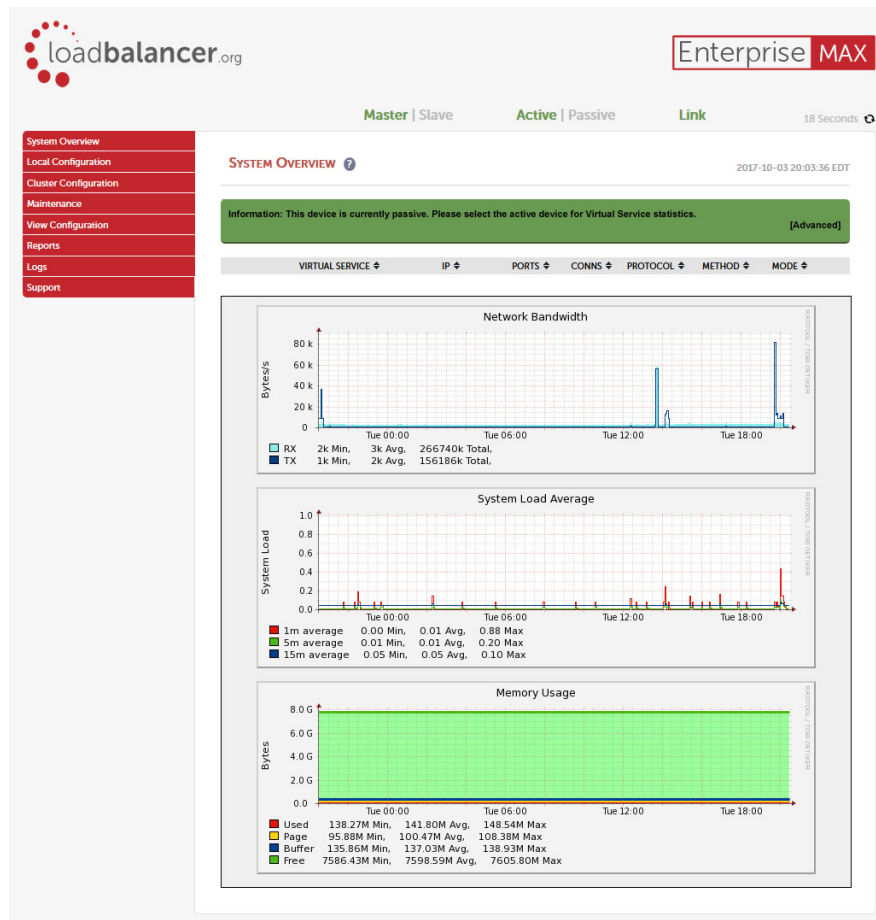 loadbalancer.org
Enterprise MAX
Master | Slave Active | Passive Link 18 Seconds
System Overview
Local Configuration
Cluster Configuration
Maintenance
View Configuration
Reports
Logs
Support
SYSTEM OVERVIEW ?
2017-10-03 20:03:36 EDT
Information: This device is currently passive. Please select the active device for Virtual Service statistics.
[Advanced]
VIRTUAL SERVICE IP PORTS CONNS PROTOCOL METHOD MODE
Network Bandwidth
RRDTOOL / TOBI OETIKER
Bytes/s
80 k
60 k
40 k
20 k
0
Tue 00:00 Tue 06:00 Tue 12:00 Tue 18:00
RX 2k Min, 3k Avg, 266740k Total,
TX 1k Min, 2k Avg, 156186k Total,
System Load Average
RRDTOOL / TOBI OETIKER
System Load
1.0
0.8
0.6
0.4
0.2
0.0
Tue 00:00 Tue 06:00 Tue 12:00 Tue 18:00
1m average 0.00 Min, 0.01 Avg, 0.88 Max
5m average 0.01 Min, 0.01 Avg, 0.20 Max
15m average 0.05 Min, 0.05 Avg, 0.10 Max
Memory Usage
RRDTOOL / TOBI OETIKER
Bytes
8.0 G
6.0 G
4.0 G
2.0 G
0.0
Tue 00:00 Tue 06:00 Tue 12:00 Tue 18:00
Used 138.27M Min, 141.80M Avg, 148.54M Max
Page 95.88M Min, 100.47M Avg, 108.38M Max
Buffer 135.86M Min, 137.03M Avg, 138.93M Max
Free 7586.43M Min, 7598.59M Avg, 7605.80M Max